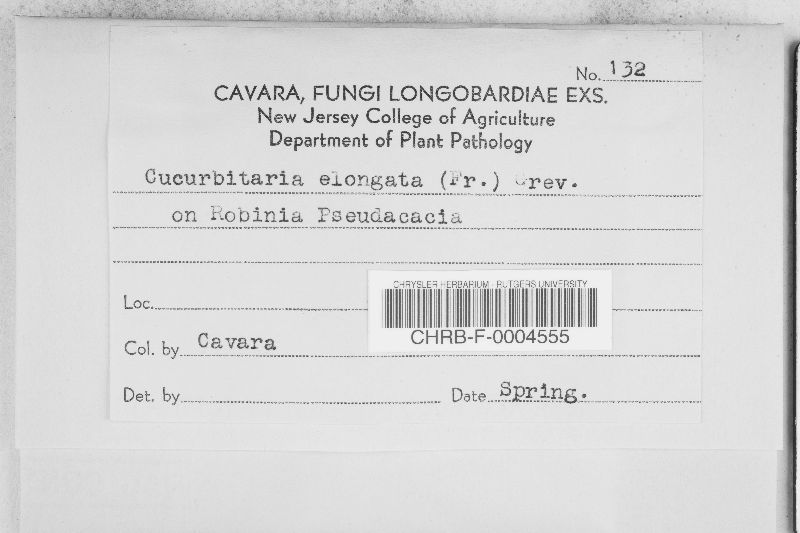 No. 132
CAVARA, FUNGI LONGOBARDIAE EXS.
New Jersey College of Agriculture
Department of Plant Pathology
Cucurbitaria elongata (Fr.) Grev.
on Robinia Pseudacacia
CHRYSLER HERBARIUM - RUTGERS UNIVERSITY
CHRB-F-0004555
Loc.
Col. by Cavara
Det. by
Date Spring.